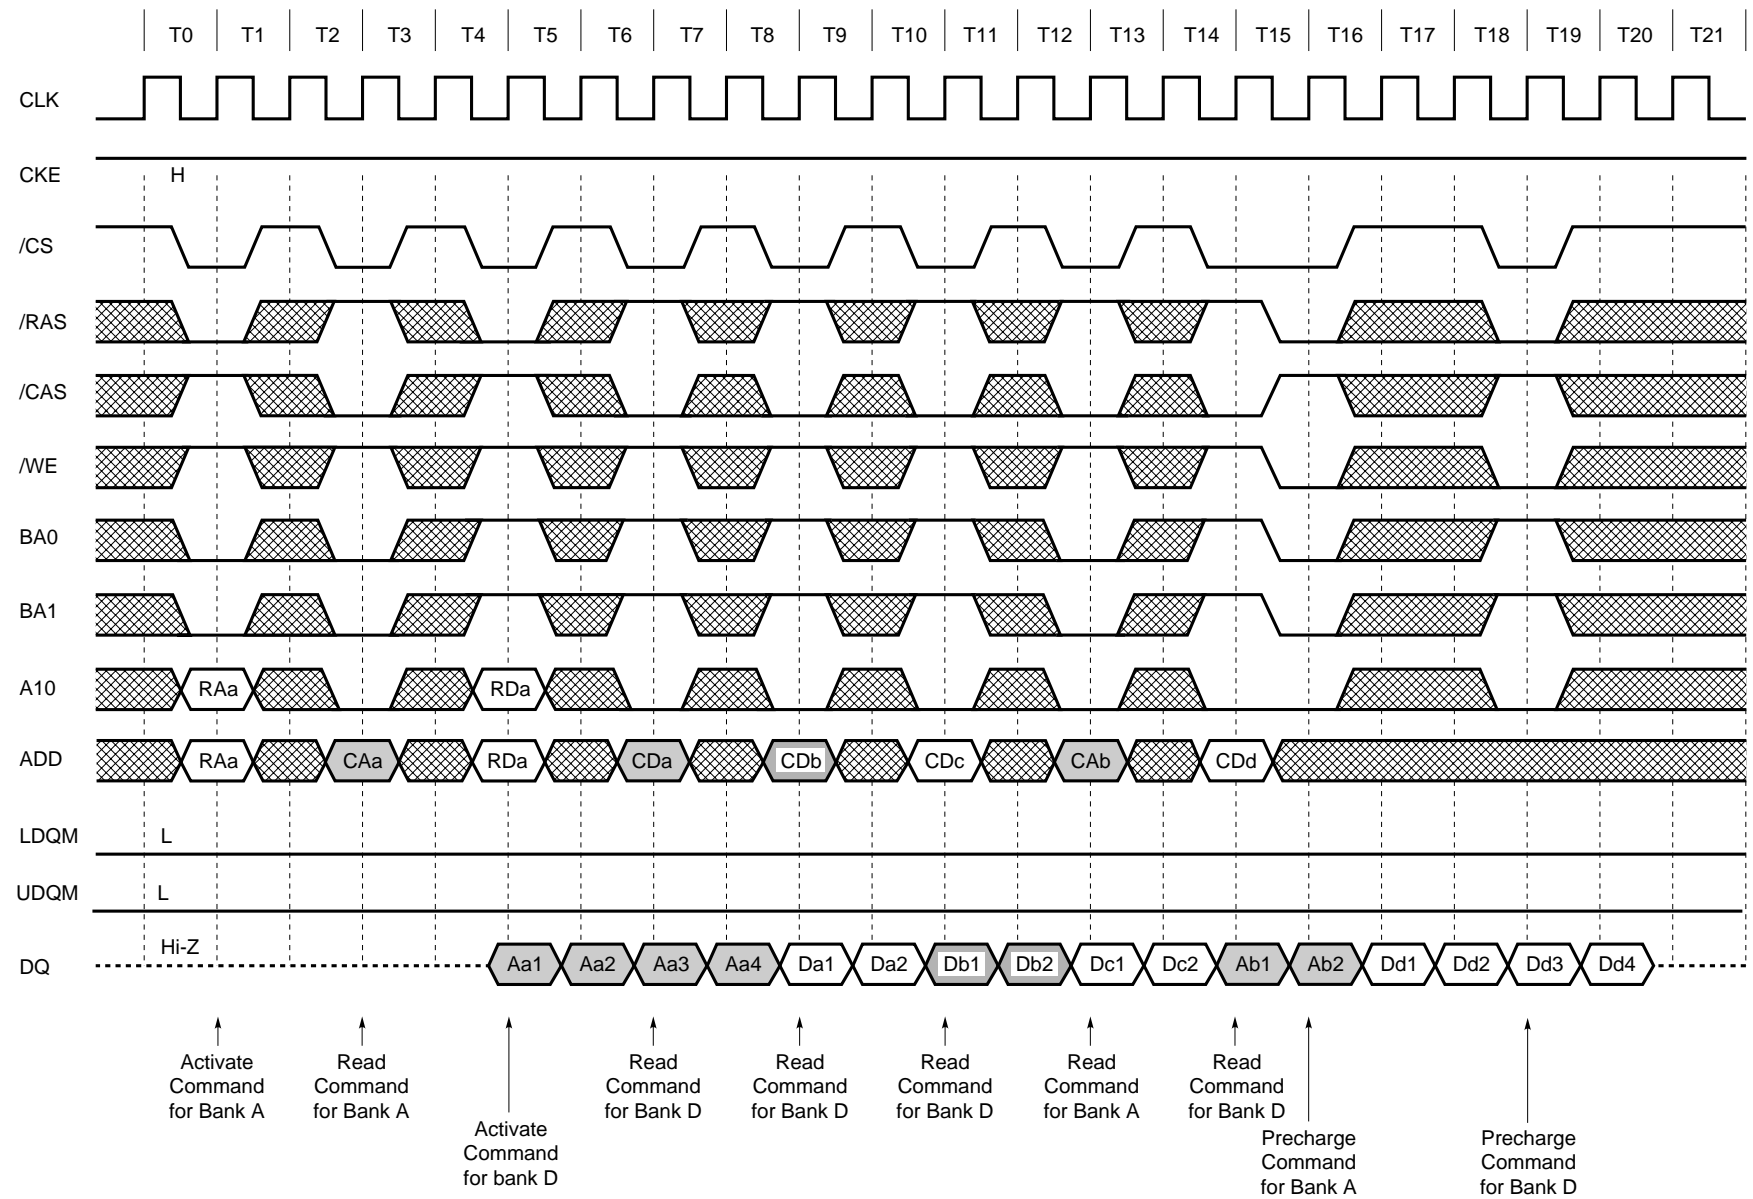 T0 T1 T2 T3 T4 T5 T6 T7 T8 T9 T10 T11 T12 T13 T14 T15 T16 T17 T18 T19 T20 T21
CLK
CKE H
/CS
/RAS
/CAS
/WE
BA0
BA1
A10 RAa RDa
ADD RAa CAa RDa CDa CDb CDc CAb CDd
LDQM L
UDQM L
DQ Hi-Z Aa1 Aa2 Aa3 Aa4 Da1 Da2 Db1 Db2 Dc1 Dc2 Ab1 Ab2 Dd1 Dd2 Dd3 Dd4
Activate
Command
for Bank A
Read
Command
for Bank A
Activate
Command
for bank D
Read
Command
for Bank D
Read
Command
for Bank D
Read
Command
for Bank D
Read
Command
for Bank A
Read
Command
for Bank D
Precharge
Command
for Bank A
Precharge
Command
for Bank D